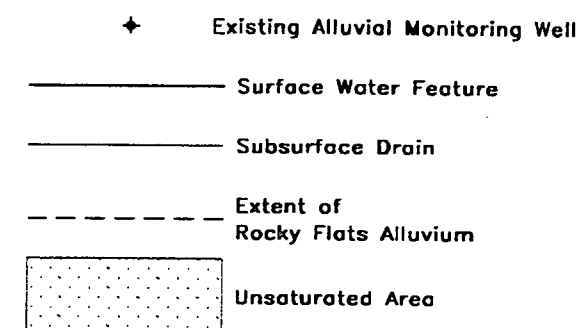 Existing Alluvial Monitoring Well
Surface Water Feature
Subsurface Drain
Extent of
Rocky Flats Alluvium
Unsaturated Area